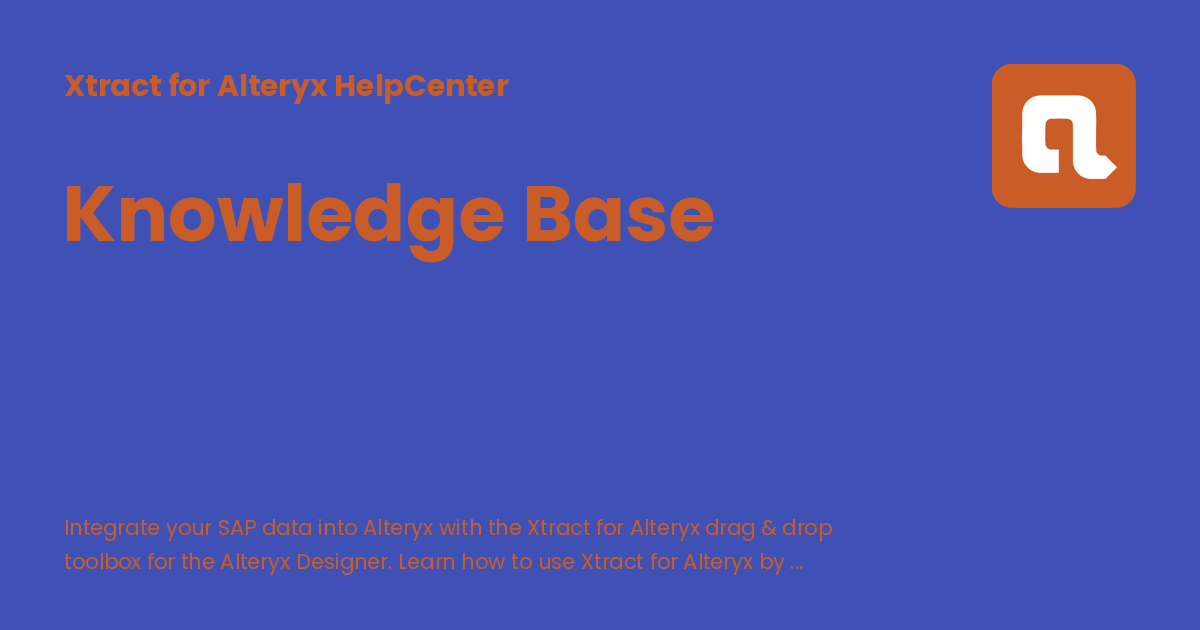 Xtract for Alteryx HelpCenter
Knowledge Base
Integrate your SAP data into Alteryx with the Xtract for Alteryx drag & drop
toolbox for the Alteryx Designer. Learn how to use Xtract for Alteryx by ...